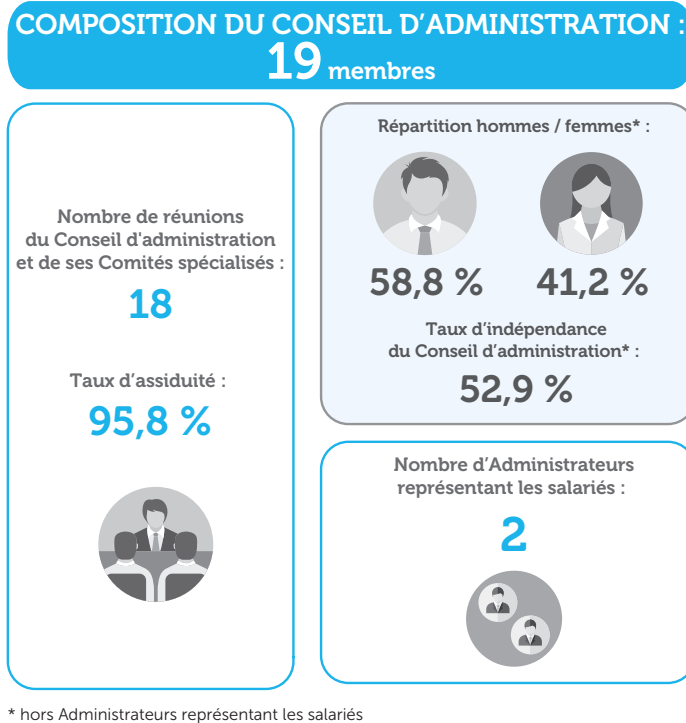 COMPOSITION DU CONSEIL D’ADMINISTRATION :
19 membres
Nombre de réunions
du Conseil d'administration
et de ses Comités spécialisés :
18
Taux d’assiduité :
95,8 %
Répartition hommes / femmes* :
58,8 % 41,2 %
Taux d’indépendance
du Conseil d’administration* :
52,9 %
Nombre d’Administrateurs
représentant les salariés :
2
* hors Administrateurs représentant les salariés